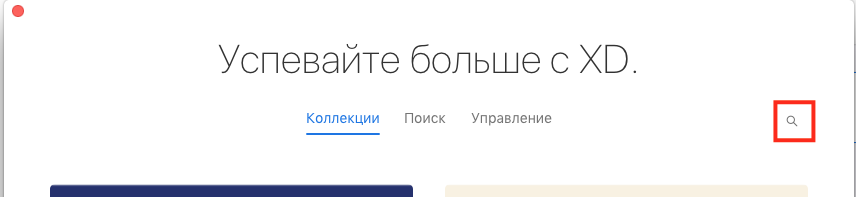 Успевайте больше с XD.
Коллекции Поиск Управление